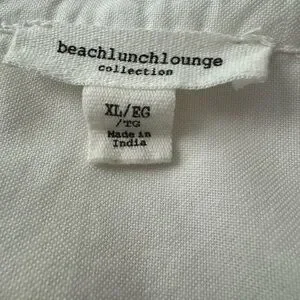 beachlunchlounge
collection
XL/EG
/TG
Made in
India